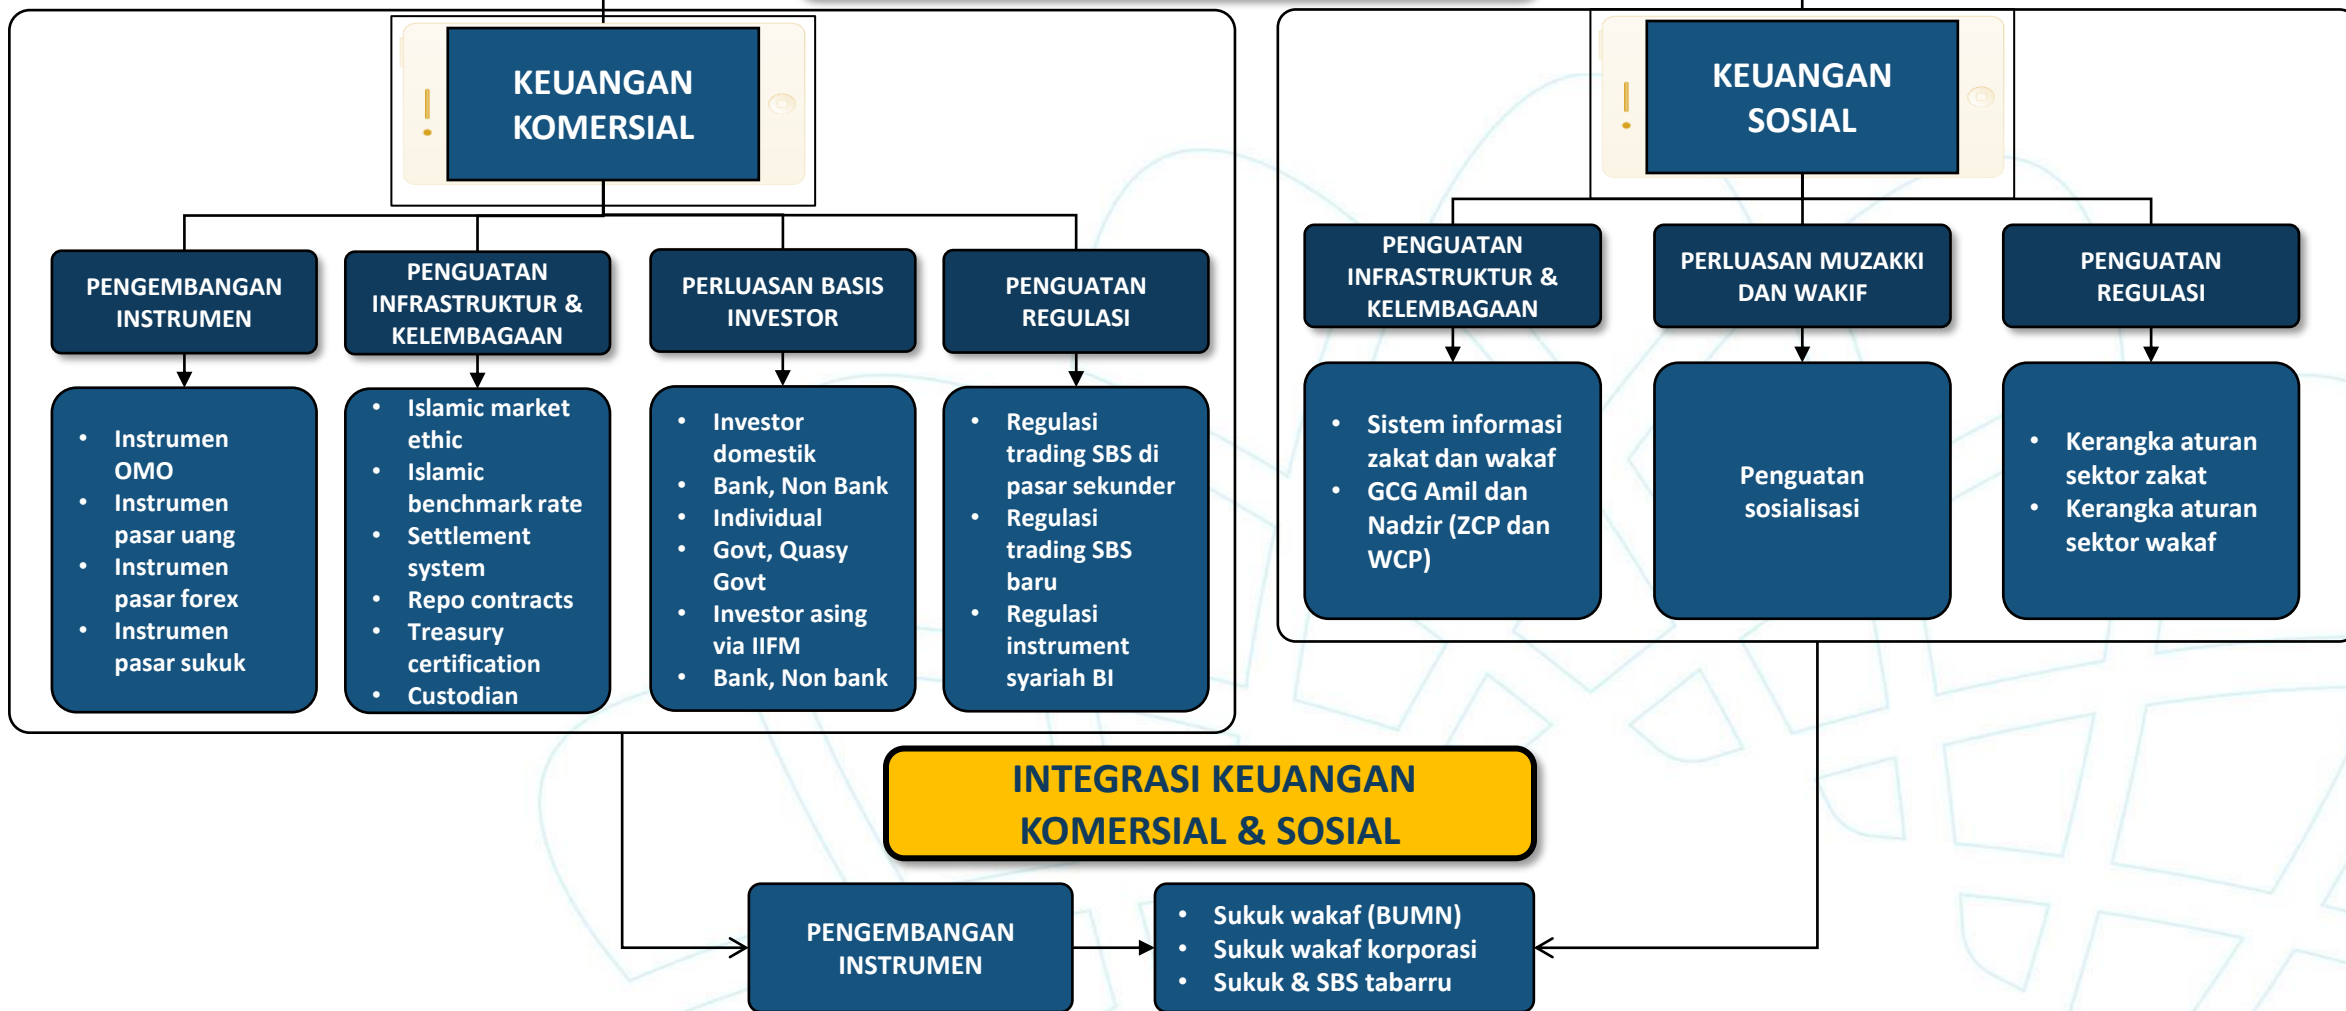 KEUANGAN
KOMERSIAL
PENGEMBANGAN
INSTRUMEN
• Instrumen
OMO
• Instrumen
pasar uang
• Instrumen
pasar forex
• Instrumen
pasar sukuk
PENGUATAN
INFRASTRUKTUR &
KELEMBAGAAN
• Islamic market
ethic
• Islamic
benchmark rate
• Settlement
system
• Repo contracts
• Treasury
certification
• Custodian
PERLUASAN BASIS
INVESTOR
• Investor
domestik
• Bank, Non Bank
• Individual
• Govt, Quasy
Govt
• Investor asing
via IIFM
• Bank, Non bank
PENGUATAN
REGULASI
• Regulasi
trading SBS di
pasar sekunder
• Regulasi
trading SBS
baru
• Regulasi
instrument
syariah BI
KEUANGAN
SOSIAL
PENGUATAN
INFRASTRUKTUR &
KELEMBAGAAN
• Sistem informasi
zakat dan wakaf
• GCG Amil dan
Nadzir (ZCP dan
WCP)
PERLUASAN MUZAKKI
DAN WAKIF
Penguatan
sosialisasi
PENGUATAN
REGULASI
• Kerangka aturan
sektor zakat
• Kerangka aturan
sektor wakaf
INTEGRASI KEUANGAN
KOMERSIAL & SOSIAL
PENGEMBANGAN
INSTRUMEN
• Sukuk wakaf (BUMN)
• Sukuk wakaf korporasi
• Sukuk & SBS tabarru